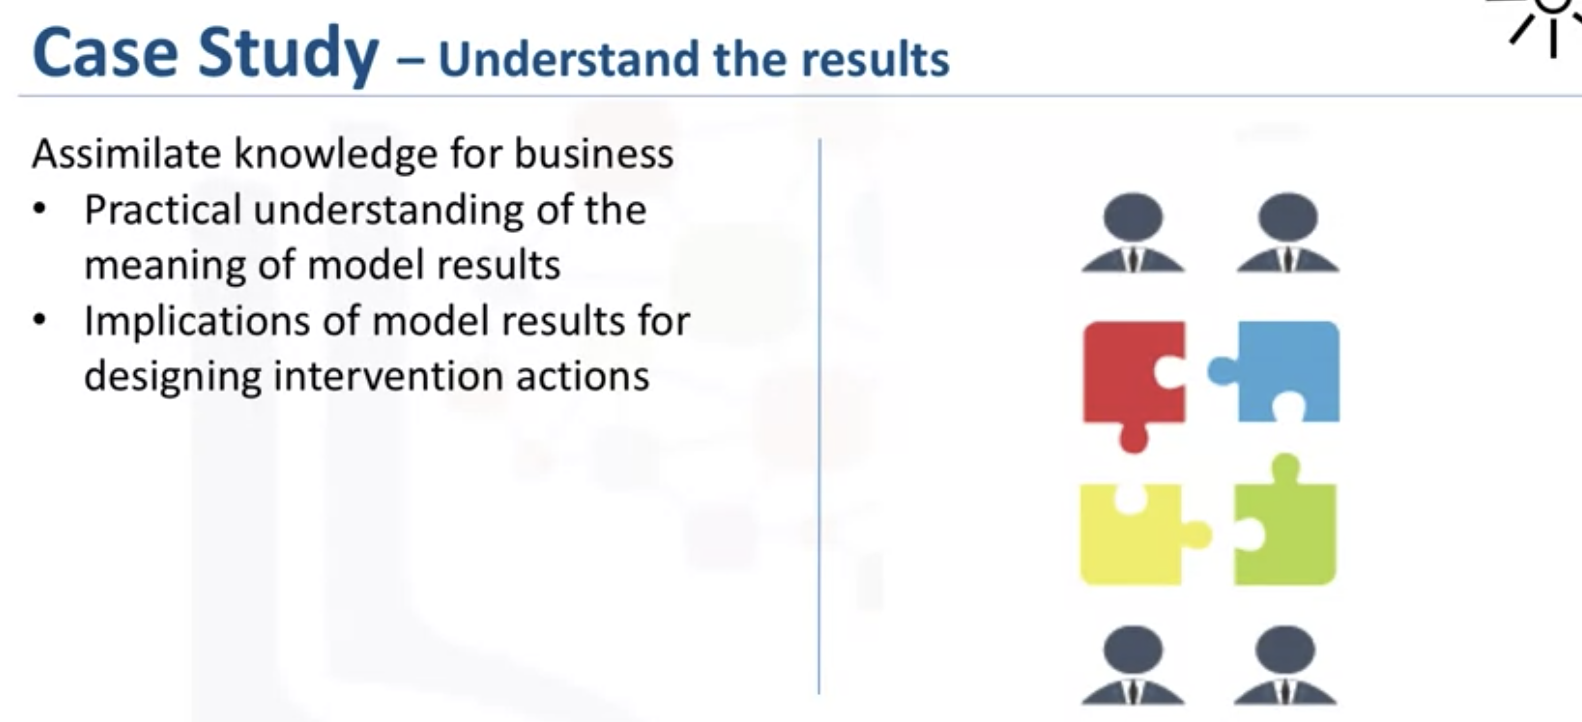 Case Study – Understand the results
Assimilate knowledge for business
• Practical understanding of the
meaning of model results
• Implications of model results for
designing intervention actions